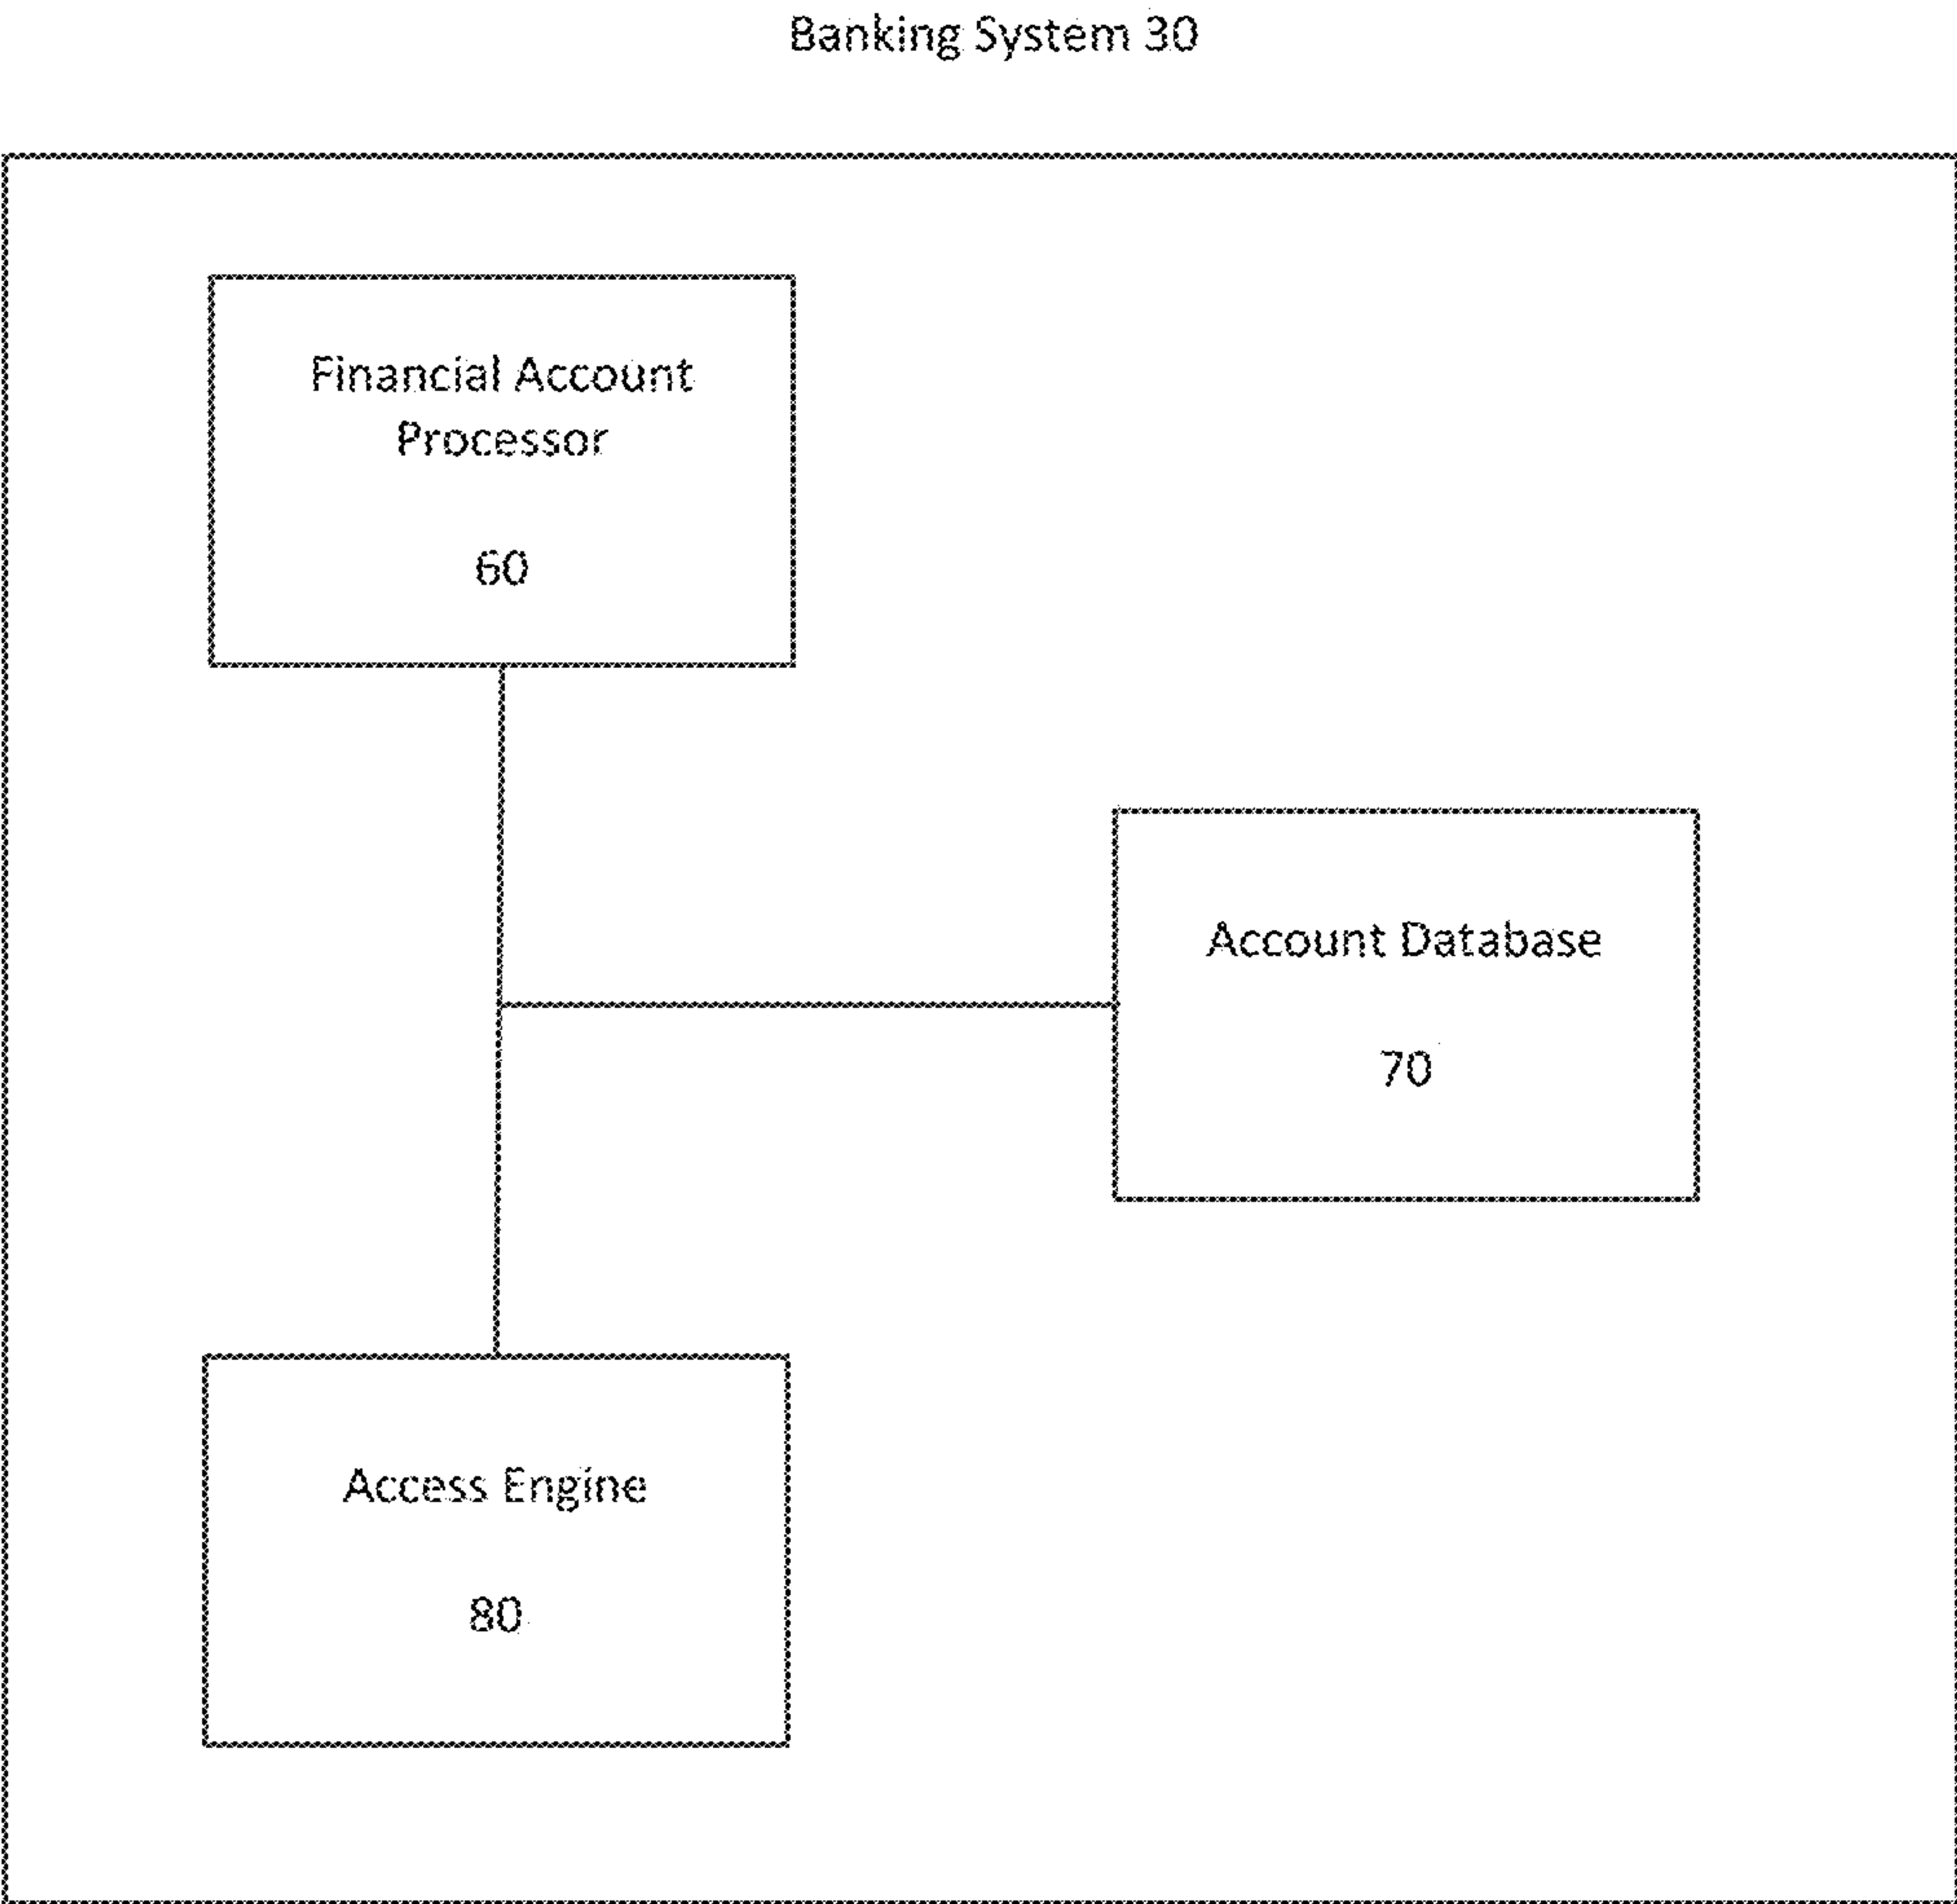 Banking System 30
Financial Account
Processor
60
Account Database
70
Access Engine
80